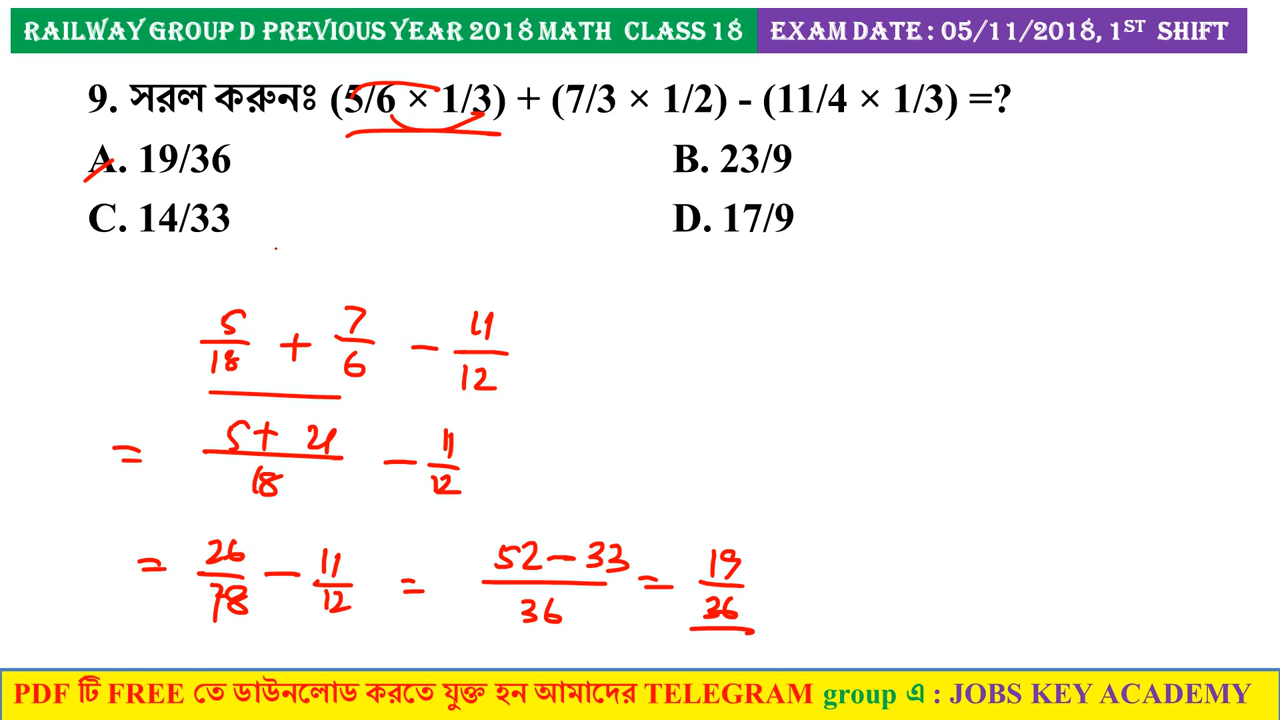 RAILWAY GROUP D PREVIOUS YEAR 2018 MATH CLASS 18 EXAM DATE : 05/11/2018, 1ST SHIFT
9. সরল করুনঃ (5/6 × 1/3) + (7/3 × 1/2) - (11/4 × 1/3) =?
A. 19/36 B. 23/9
C. 14/33 D. 17/9
5/18 + 7/6 - 11/12
= 5+21/18 - 11/12
= 26/18 - 11/12 = 52-33/36 = 19/36
PDF টি FREE তে ডাউনলোড করতে যুক্ত হন আমাদের TELEGRAM group এ : JOBS KEY ACADEMY